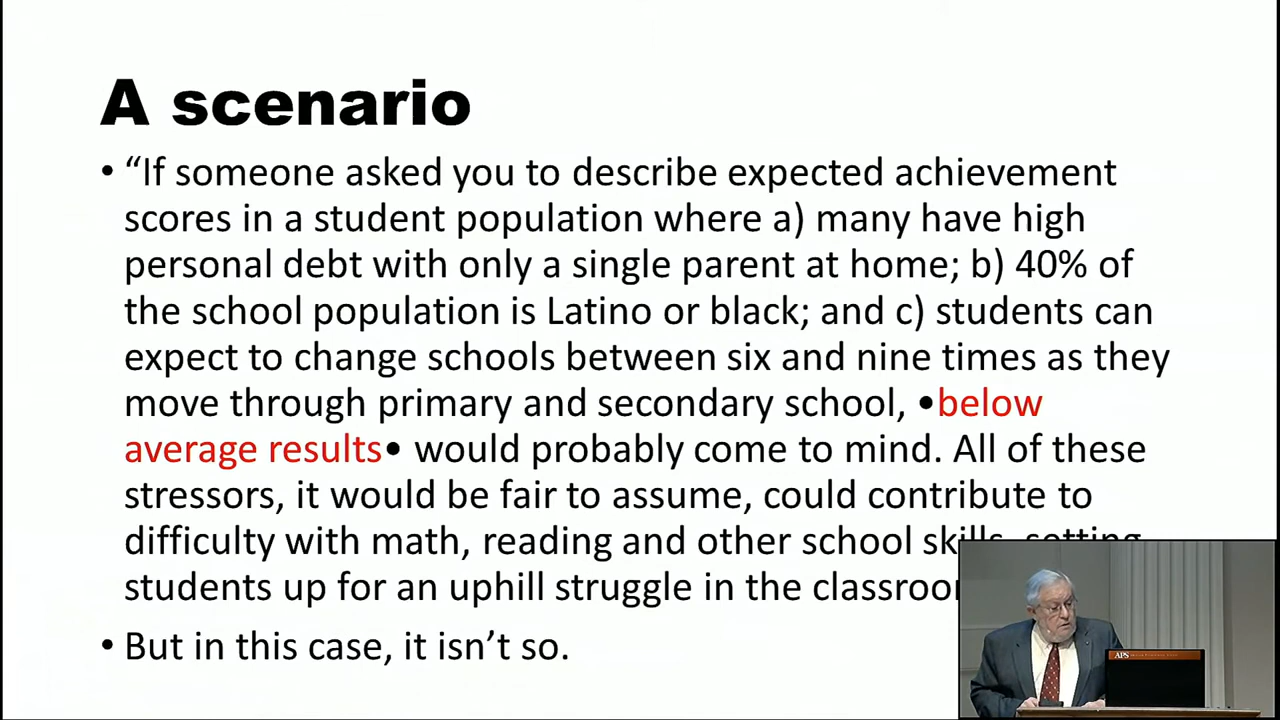 A scenario
• “If someone asked you to describe expected achievement
scores in a student population where a) many have high
personal debt with only a single parent at home; b) 40% of
the school population is Latino or black; and c) students can
expect to change schools between six and nine times as they
move through primary and secondary school, •below
average results• would probably come to mind. All of these
stressors, it would be fair to assume, could contribute to
difficulty with math, reading and other school skills, setting
students up for an uphill struggle in the
• But in this case, it isn’t so.
APS